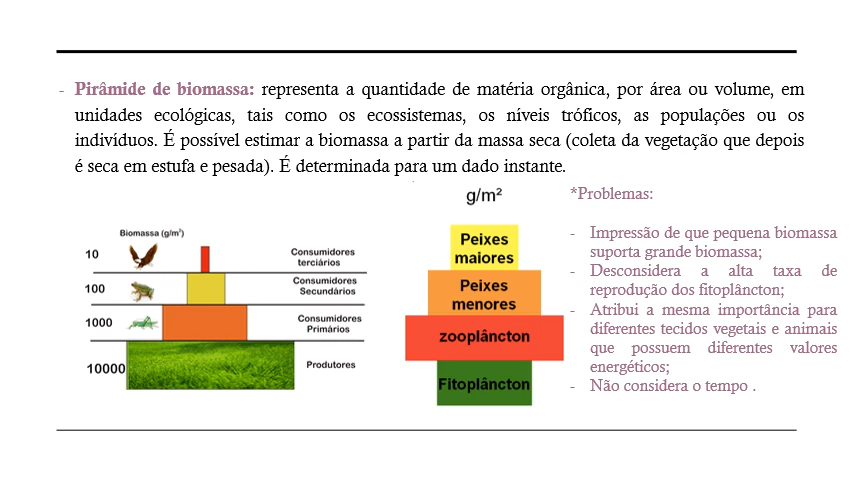 - Pirâmide de biomassa: representa a quantidade de matéria orgânica, por área ou volume, em
unidades ecológicas, tais como os ecossistemas, os níveis tróficos, as populações ou os
indivíduos. É possível estimar a biomassa a partir da massa seca (coleta da vegetação que depois
é seca em estufa e pesada). É determinada para um dado instante.
Biomassa (g/m²)
10
Consumidores
terciários
100
Consumidores
Secundários
1000
Consumidores
Primários
10000
Produtores
g/m²
Peixes
maiores
Peixes
menores
zooplâncton
Fitoplâncton
*Problemas:
- Impressão de que pequena biomassa
suporta grande biomassa;
- Desconsidera a alta taxa de
reprodução dos fitoplâncton;
- Atribui a mesma importância para
diferentes tecidos vegetais e animais
que possuem diferentes valores
energéticos;
- Não considera o tempo .